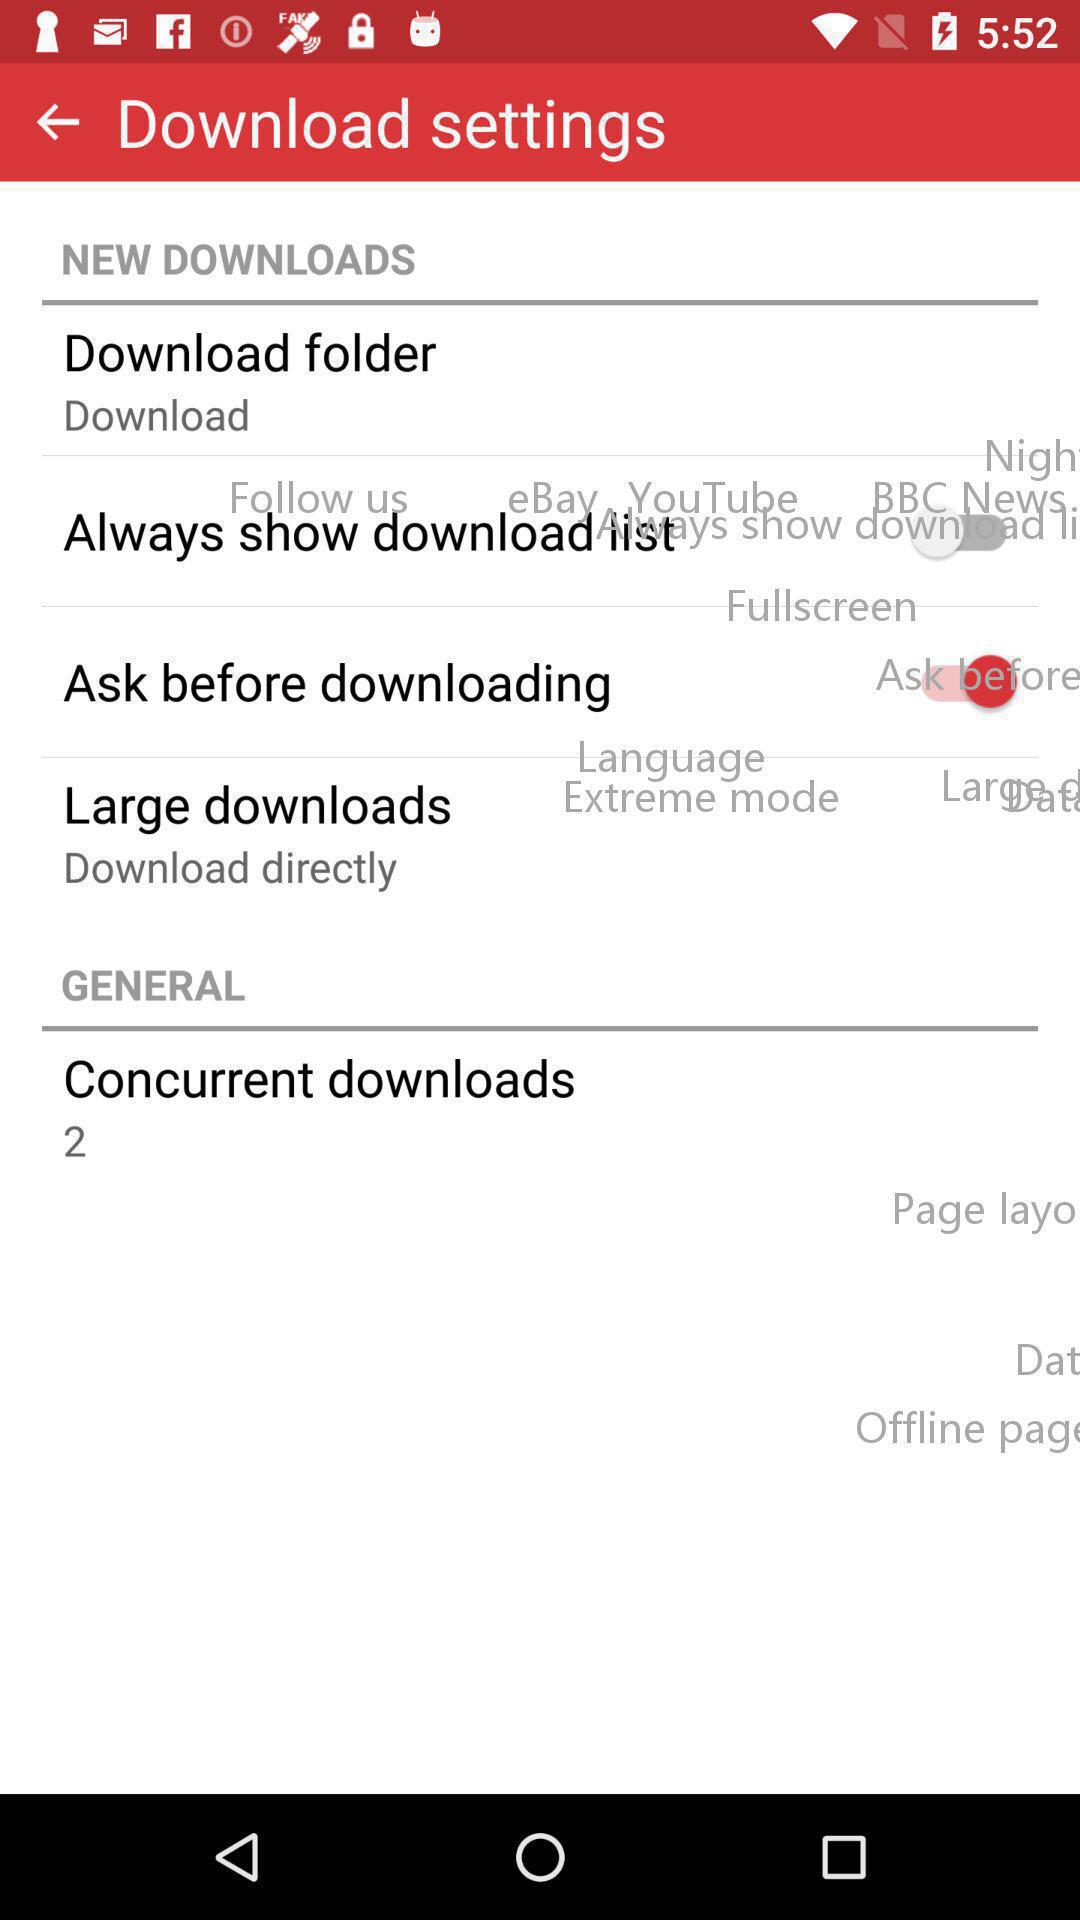 FAKE
5:52
Download settings
NEW DOWNLOADS
Download folder
Download
Nigh
Follow us eBay YouTube BBC News
Always show download list
Always show download li
Fullscreen
Ask before downloading
Ask before
Language
Extreme mode
Large d
Data
Large downloads
Download directly
GENERAL
Concurrent downloads
2
Page layo
Dat
Offline page